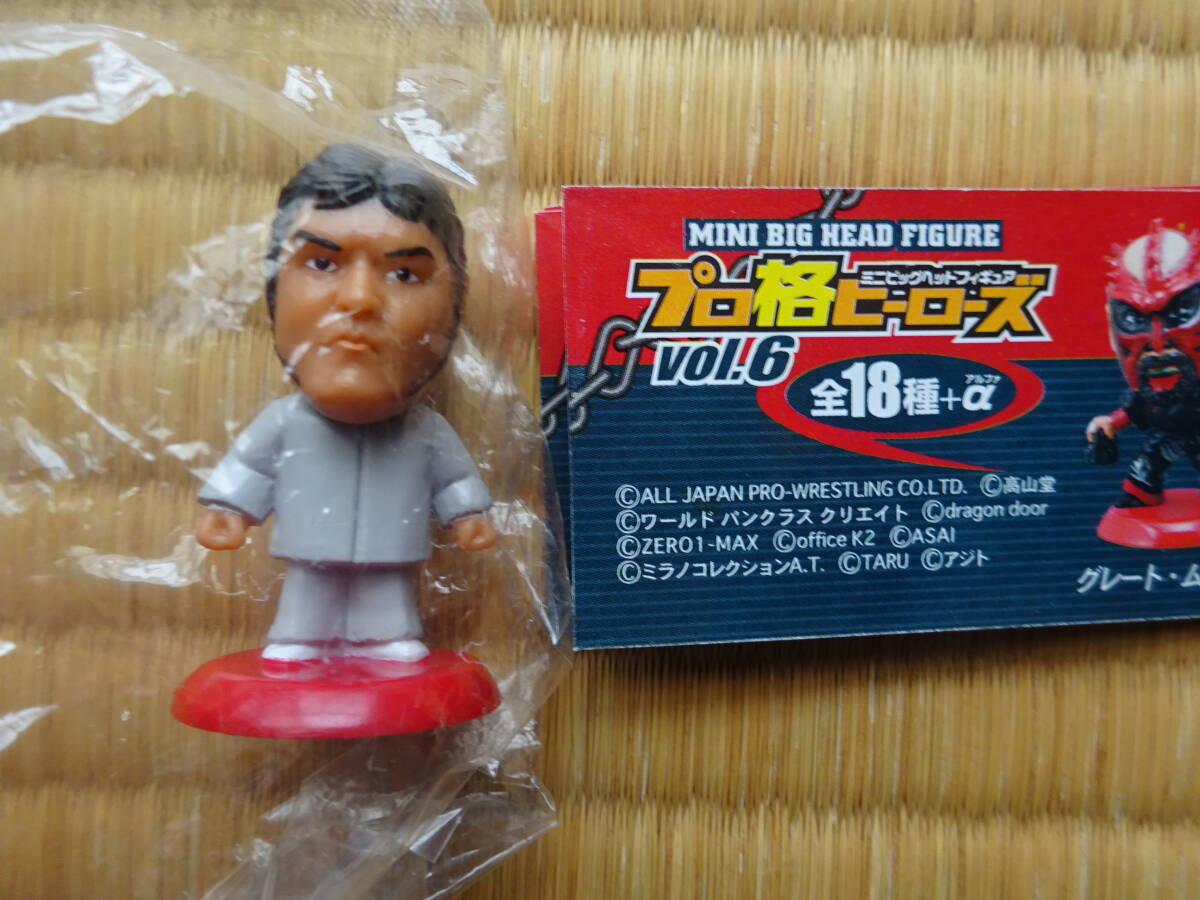 MINI BIG HEAD FIGURE
ミニビッグヘッドフィギュア
プロ格ヒーローズ
vol.6
アルファ
全18種+α
©ALL JAPAN PRO-WRESTLING CO.LTD. ©高山堂
©ワールド パンクラス クリエイト ©dragon door
©ZERO1-MAX ©office K2 ©ASAI
©ミラノコレクションA.T. ©TARU ©アジト
グレート・ム